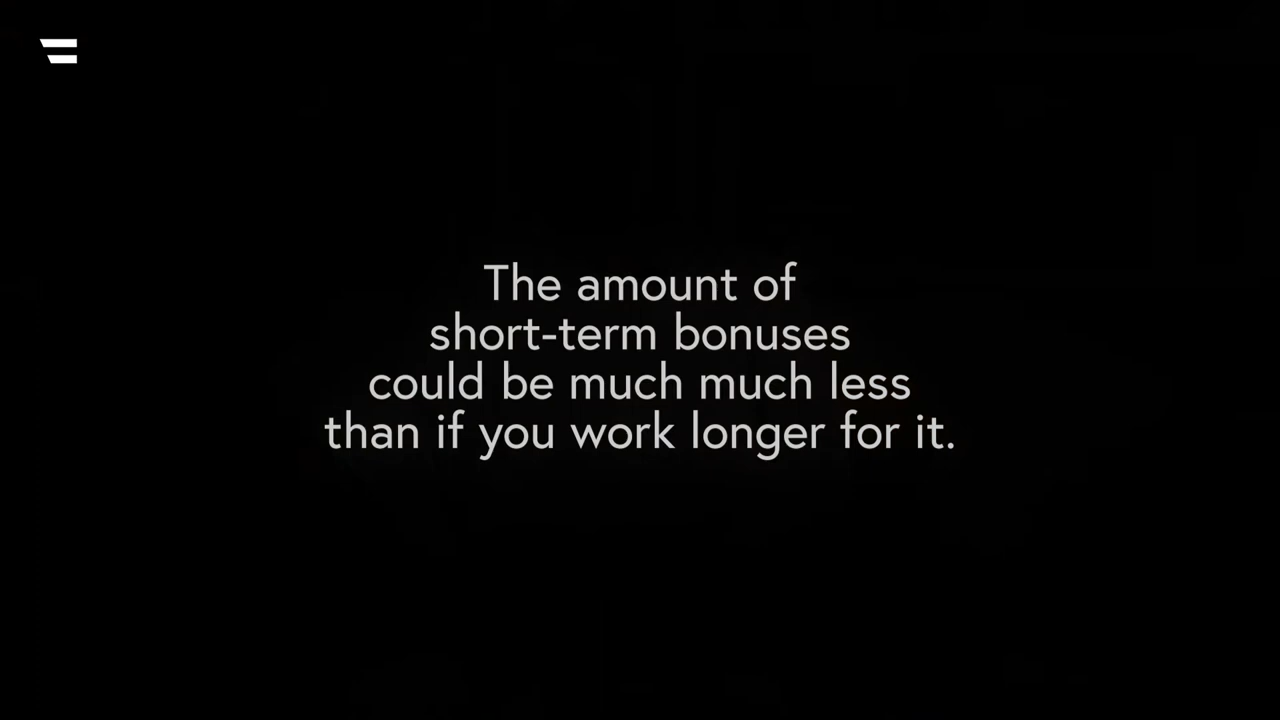 The amount of
short-term bonuses
could be much much less
than if you work longer for it.